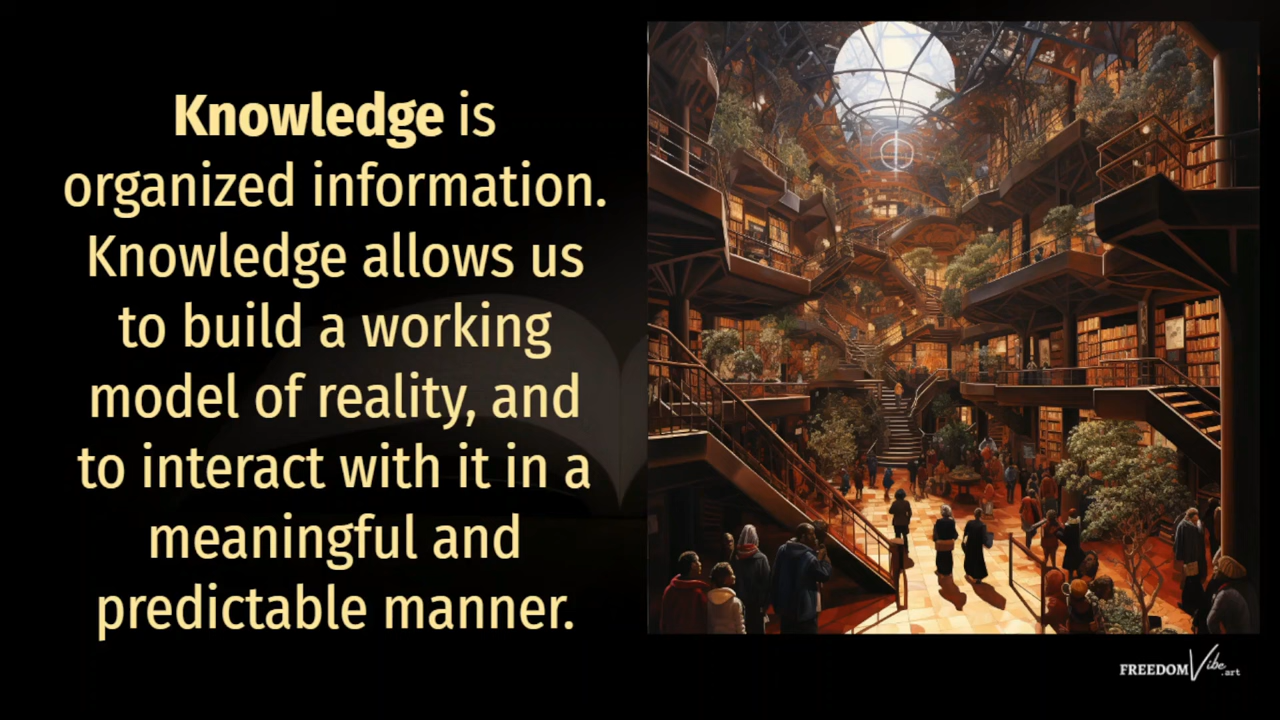 Knowledge is
organized information.
Knowledge allows us
to build a working
model of reality, and
to interact with it in a
meaningful and
predictable manner.
FREEDOMVibe.art